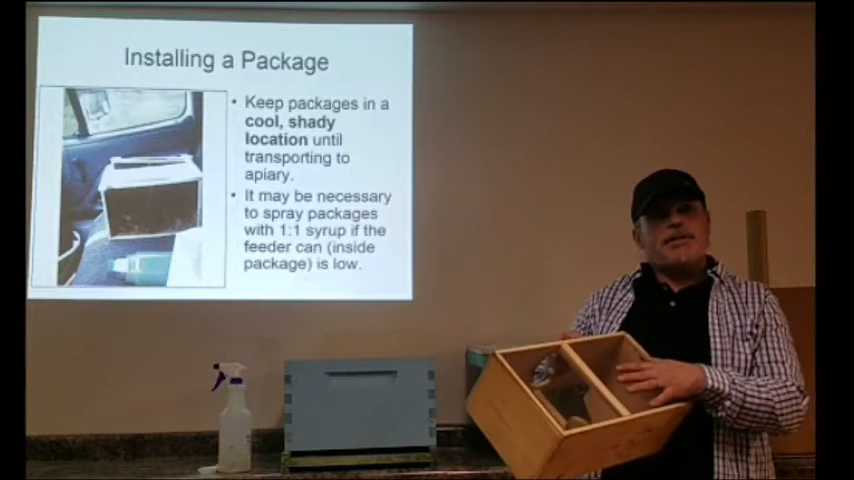 Installing a Package
• Keep packages in a
cool, shady
location until
transporting to
apiary.
• It may be necessary
to spray packages
with 1:1 syrup if the
feeder can (inside
package) is low.